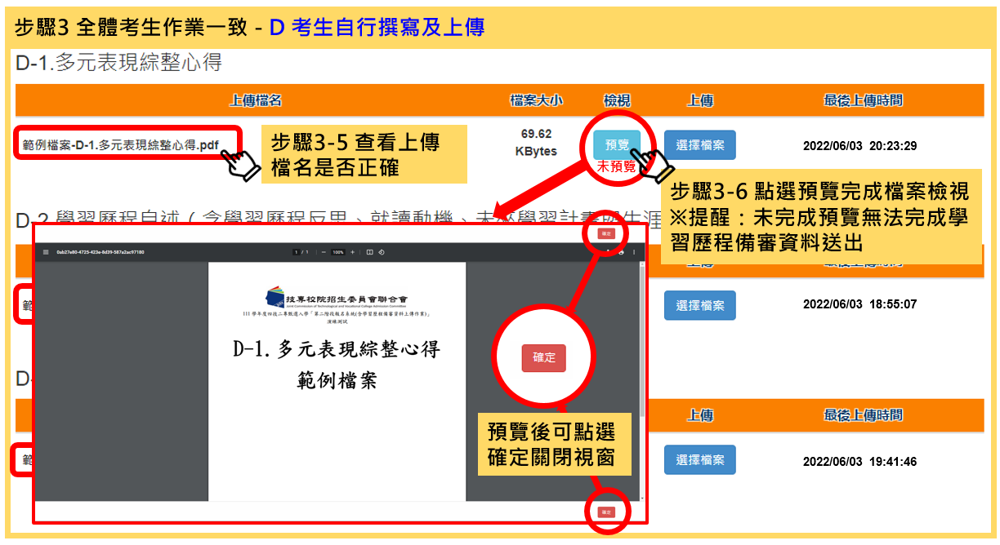 步驟3 全體考生作業一致 - D 考生自行撰寫及上傳
D-1.多元表現綜整心得
上傳檔名 檔案大小 檢視 上傳 最後上傳時間
範例檔案-D-1.多元表現綜整心得.pdf
步驟3-5 查看上傳
檔名是否正確
69.62
KBytes
預覽
未預覽
選擇檔案
2022/06/03 20:23:29
步驟3-6 點選預覽完成檔案檢視
※提醒：未完成預覽無法完成學
習歷程備審資料送出
D-2.學習歷程自述(含學習歷程反思、就讀動機、未來學習計畫與生涯
上傳 最後上傳時間
範
選擇檔案
2022/06/03 18:55:07
確定
0ab27e80-4725-423e-8d39-587a2ac97180
1 / 1
100%
技專校院招生委員會聯合會
Joint Commission of Technological and Vocational College Admission Committee
111 學年度四技二專甄選入學「第二階段報名系統(含學習歷程備審資料上傳作業)」
演練測試
D-1.多元表現綜整心得
範例檔案
確定
預覽後可點選
確定關閉視窗
確定
D-
上傳 最後上傳時間
範
選擇檔案
2022/06/03 19:41:46